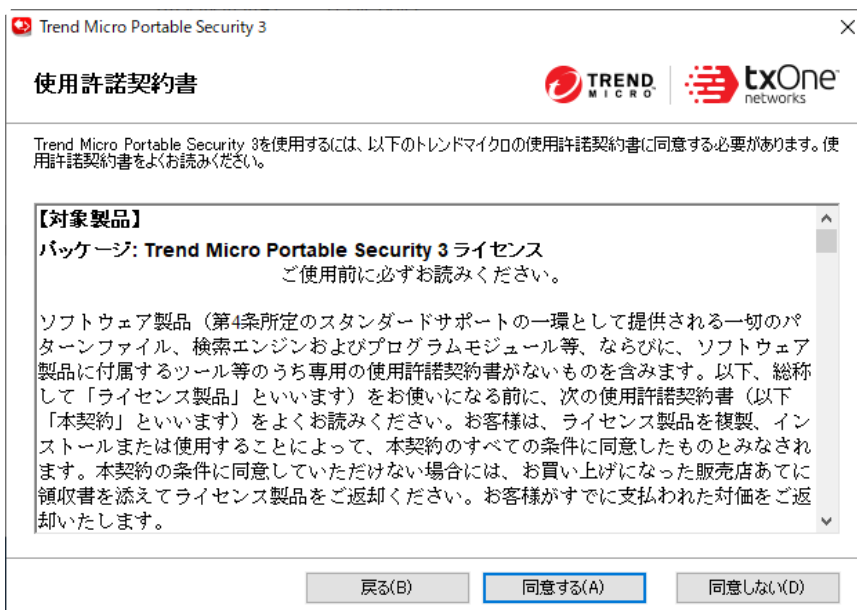 Trend Micro Portable Security 3
使用許諾契約書
TREND
MICRO
txOne
networks
Trend Micro Portable Security 3を使用するには、以下のトレンドマイクロの使用許諾契約書に同意する必要があります。使
用許諾契約書をよくお読みください。
【対象製品】
パッケージ: Trend Micro Portable Security 3 ライセンス
ご使用前に必ずお読みください。
ソフトウェア製品（第4条所定のスタンダードサポートの一環として提供される一切のパ
ターンファイル、検索エンジンおよびプログラムモジュール等、ならびに、ソフトウェア
製品に付属するツール等のうち専用の使用許諾契約書がないものを含みます。以下、総称
して「ライセンス製品」といいます）をお使いになる前に、次の使用許諾契約書（以下
「本契約」といいます）をよくお読みください。お客様は、ライセンス製品を複製、イン
ストールまたは使用することによって、本契約のすべての条件に同意したものとみなされ
ます。本契約の条件に同意していただけない場合には、お買い上げになった販売店あてに
領収書を添えてライセンス製品をご返却ください。お客様がすでに支払われた対価をご返
却いたします。
戻る(B)
同意する(A)
同意しない(D)